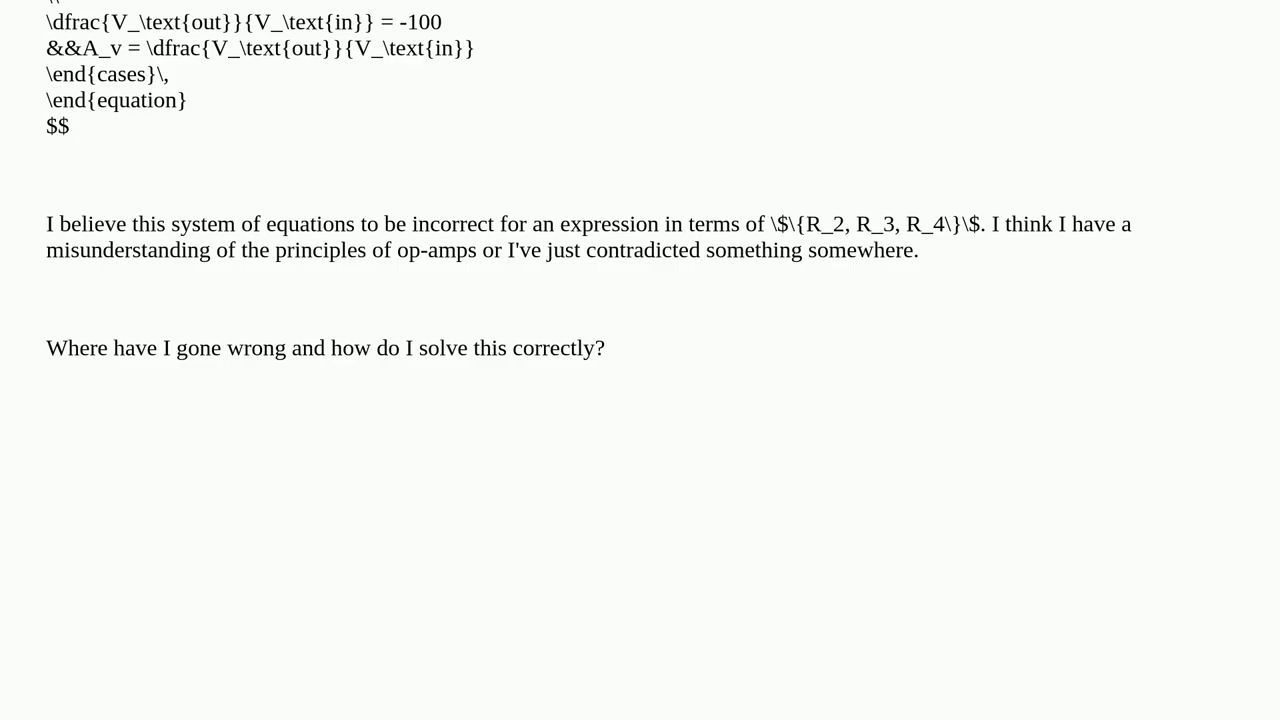 \dfrac{V_\text{out}}{V_\text{in}} = -100
&&A_v = \dfrac{V_\text{out}}{V_\text{in}}
\end{cases}\,
\end{equation}
$$
I believe this system of equations to be incorrect for an expression in terms of \$\{R_2, R_3, R_4\}\$. I think I have a
misunderstanding of the principles of op-amps or I've just contradicted something somewhere.
Where have I gone wrong and how do I solve this correctly?